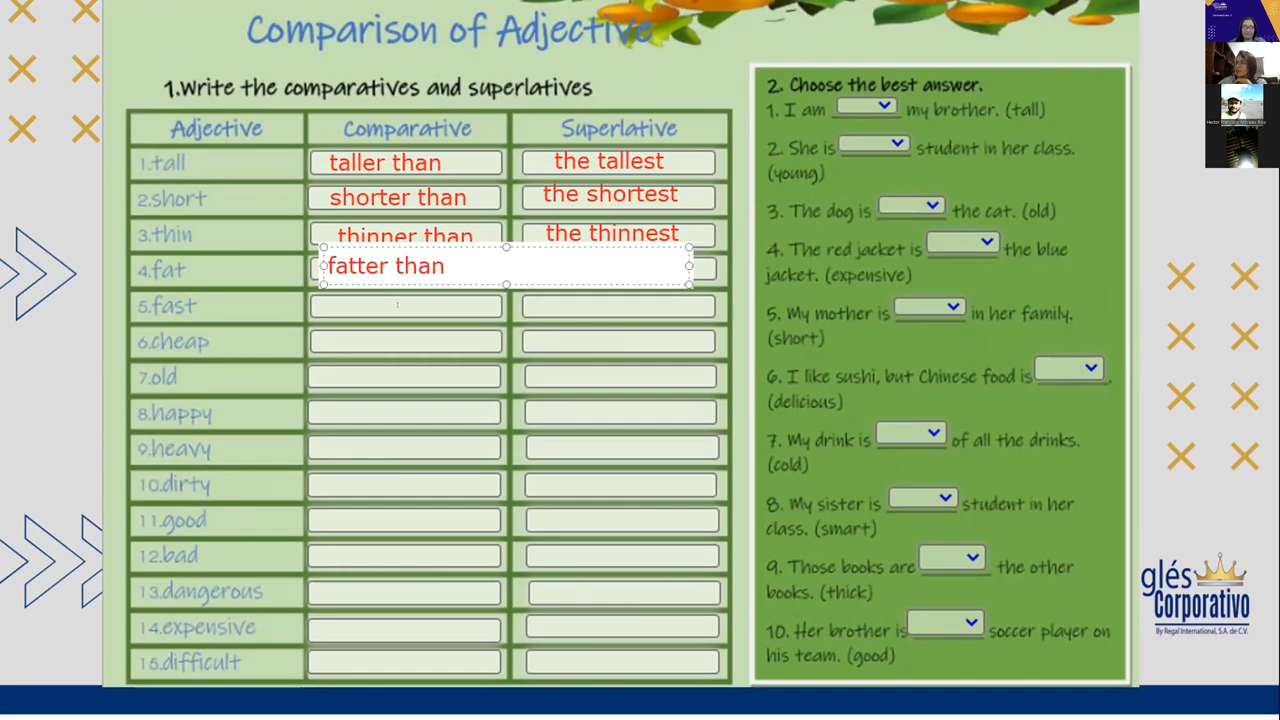 Comparison of Adjective
1.Write the comparatives and superlatives
Adjective Comparative Superlative
1.tall taller than the tallest
2.short shorter than the shortest
3.thin thinner than the thinnest
4.fat fatter than
5.fast
6.cheap
7.old
8.happy
9.heavy
10.dirty
11.good
12.bad
13.dangerous
14.expensive
15.difficult
2. Choose the best answer.
1. I am my brother. (tall)
2. She is student in her class.
(young)
3. The dog is the cat. (old)
4. The red jacket is the blue
jacket. (expensive)
5. My mother is in her family.
(short)
6. I like sushi, but Chinese food is .
(delicious)
7. My drink is of all the drinks.
(cold)
8. My sister is student in her
class. (smart)
9. Those books are the other
books. (thick)
10. Her brother is soccer player on
his team. (good)
glés
Corporativo
By Regal International, S.A. de C.V.